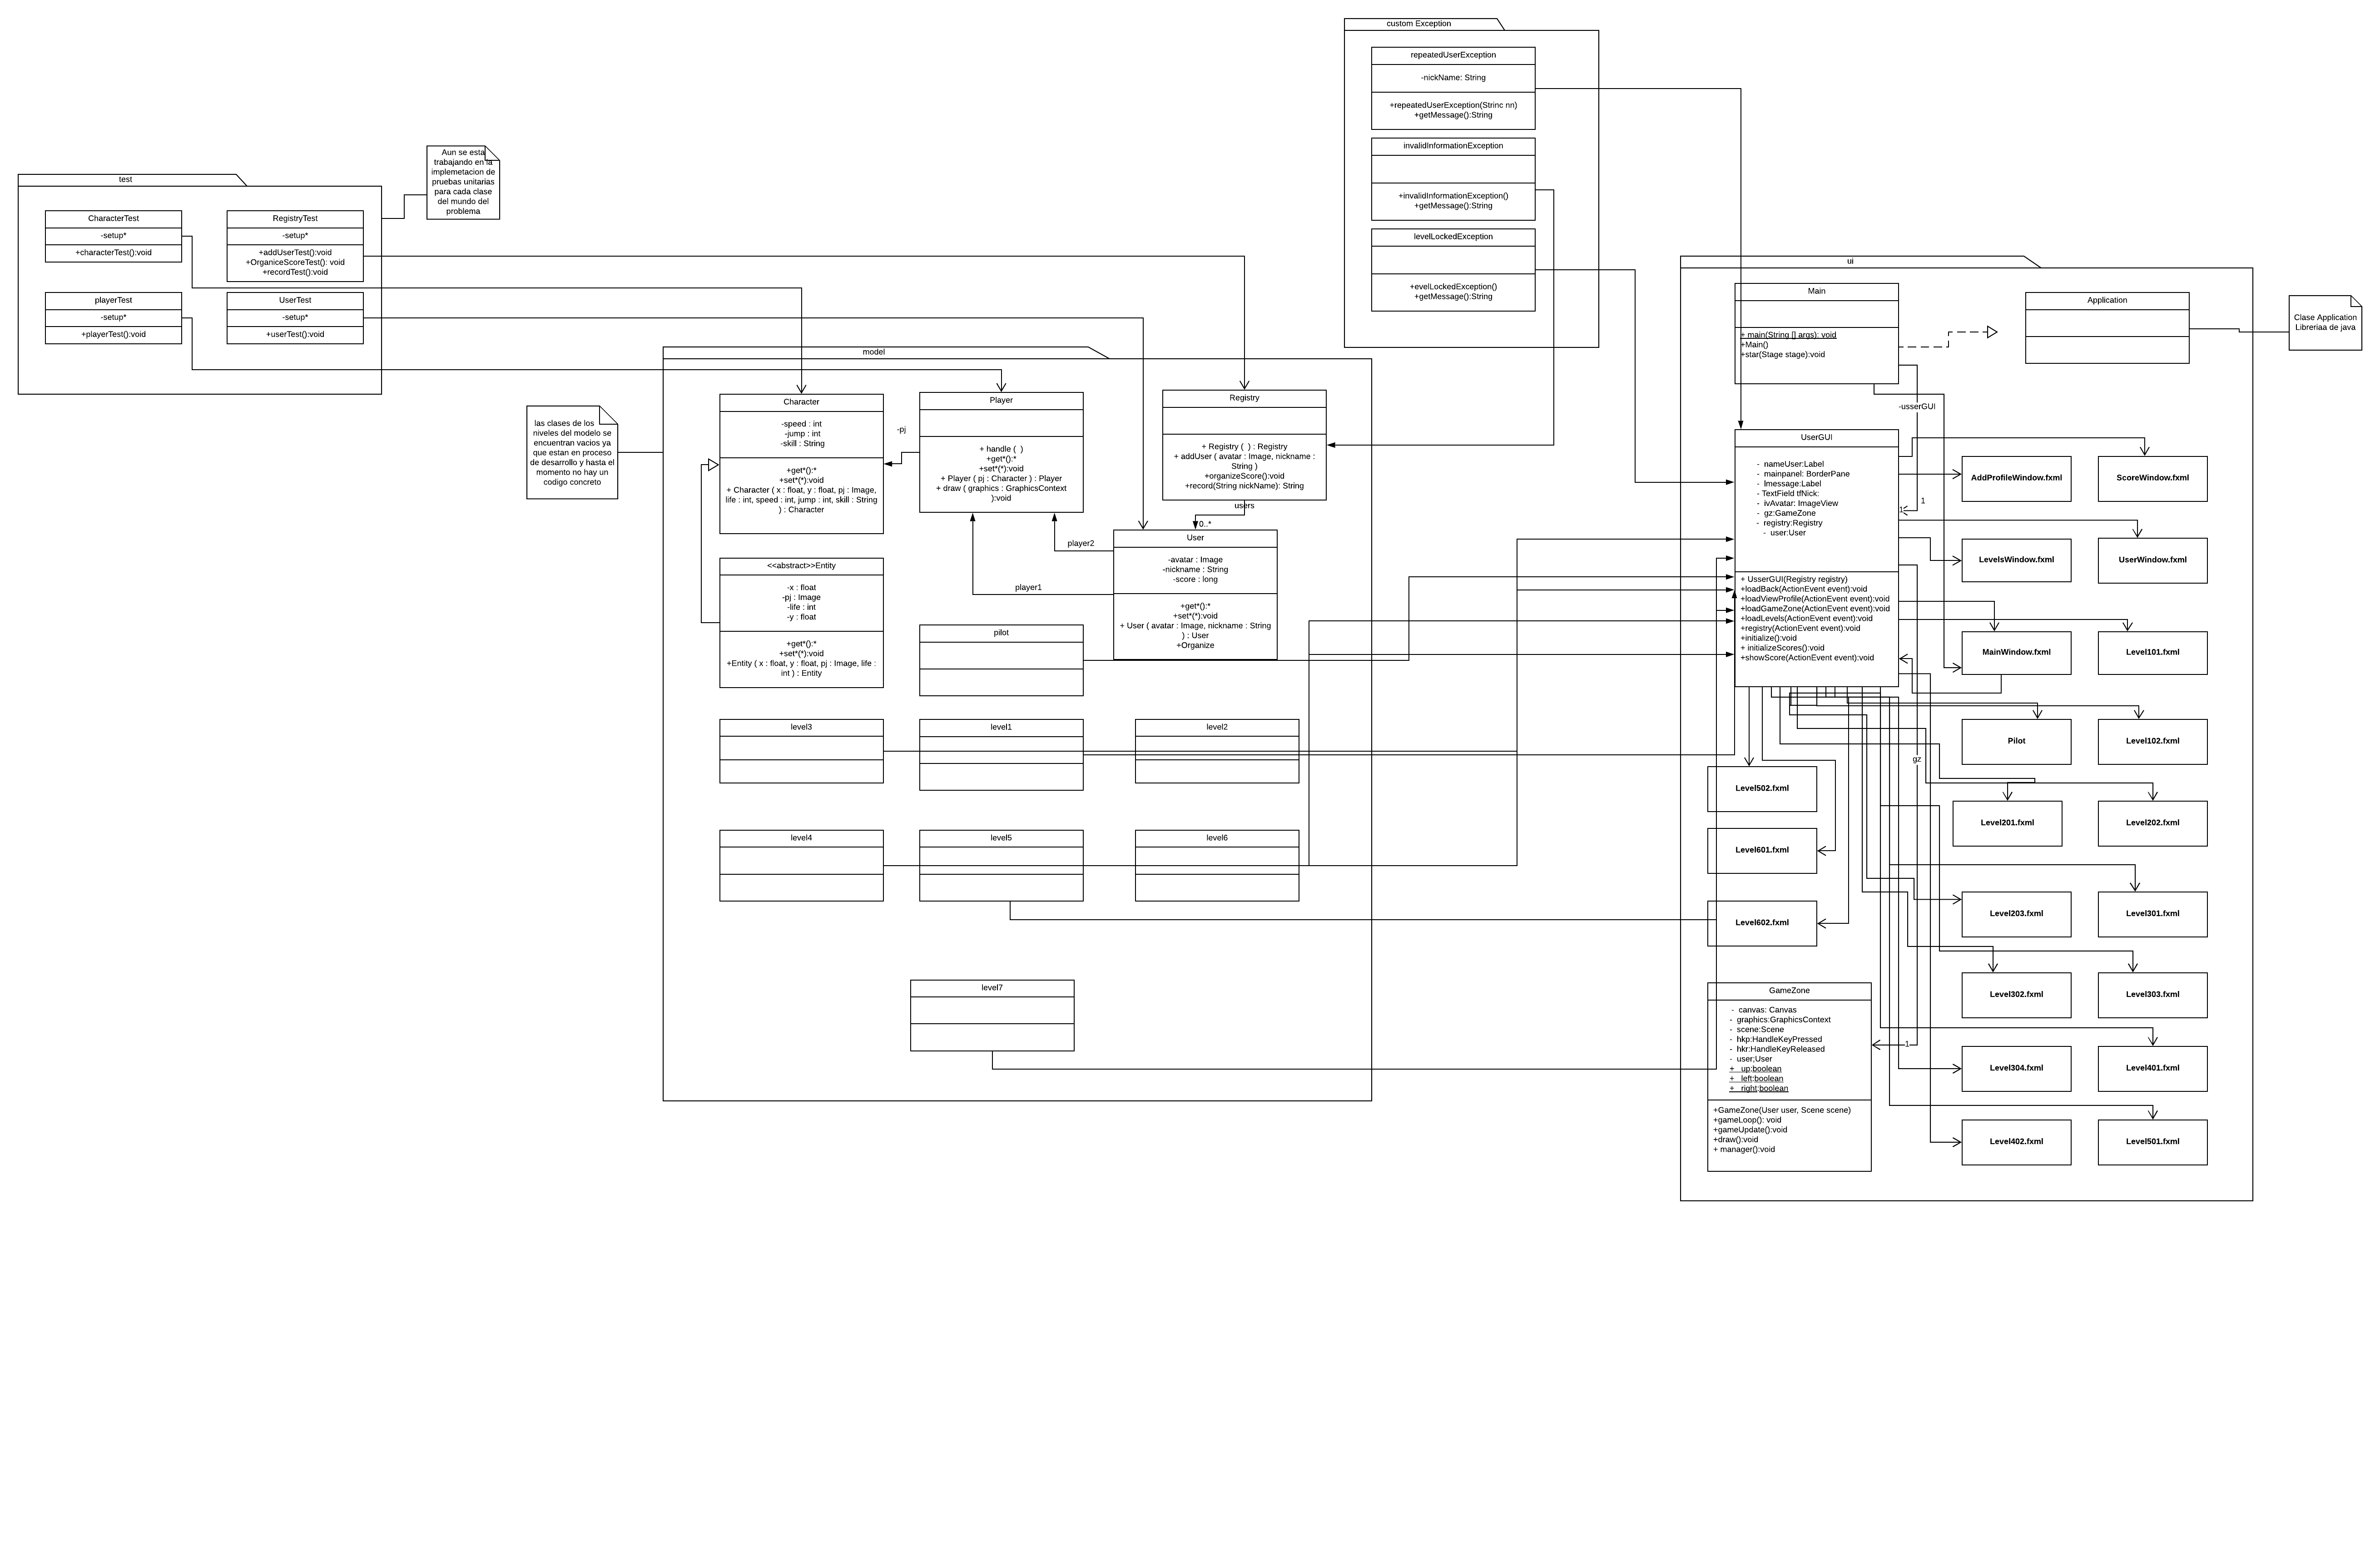 custom Exception
repeatedUserException
-nickName: String
+repeatedUserException(Strinc nn)
+getMessage():String
invalidInformationException
+invalidInformationException()
+getMessage():String
levelLockedException
+evelLockedException()
+getMessage():String
Aun se esta
trabajando en la
implemetacion de
pruebas unitarias
para cada clase
del mundo del
problema
test
CharacterTest
-setup*
+characterTest():void
RegistryTest
-setup*
+addUserTest():void
+OrganiceScoreTest(): void
+recordTest():void
playerTest
-setup*
+playerTest():void
UserTest
-setup*
+userTest():void
las clases de los
niveles del modelo se
encuentran vacios ya
que estan en proceso
de desarrollo y hasta el
momento no hay un
codigo concreto
model
Character
-speed : int
-jump : int
-skill : String
+get*():*
+set*(*):void
+ Character ( x : float, y : float, pj : Image,
life : int, speed : int, jump : int, skill : String
) : Character
-pj
Player
+ handle (  )
+get*():*
+set*(*):void
+ Player ( pj : Character ) : Player
+ draw ( graphics : GraphicsContext
):void
Registry
+ Registry (  ) : Registry
+ addUser ( avatar : Image, nickname :
String )
+organizeScore():void
+record(String nickName): String
users
0..*
player2
player1
User
-avatar : Image
-nickname : String
-score : long
+get*():*
+set*(*):void
+ User ( avatar : Image, nickname : String
) : User
+Organize
<<abstract>>Entity
-x : float
-pj : Image
-life : int
-y : float
+get*():*
+set*(*):void
+Entity ( x : float, y : float, pj : Image, life :
int ) : Entity
pilot
level3
level1
level2
level4
level5
level6
level7
ui
Main
+ main(String [] args): void
+Main()
+star(Stage stage):void
Application
Clase Application
Libreriaa de java
-usserGUI
1
1
UserGUI
- nameUser:Label
- mainpanel: BorderPane
- lmessage:Label
- TextField tfNick:
- ivAvatar: ImageView
- gz:GameZone
- registry:Registry
- user:User
+ UsserGUI(Registry registry)
+loadBack(ActionEvent event):void
+loadViewProfile(ActionEvent event):void
+loadGameZone(ActionEvent event):void
+loadLevels(ActionEvent event):void
+registry(ActionEvent event):void
+initialize():void
+ initializeScores():void
+showScore(ActionEvent event):void
AddProfileWindow.fxml
ScoreWindow.fxml
LevelsWindow.fxml
UserWindow.fxml
MainWindow.fxml
Level101.fxml
Pilot
Level102.fxml
gz
Level502.fxml
Level201.fxml
Level202.fxml
Level601.fxml
Level602.fxml
Level203.fxml
Level301.fxml
Level302.fxml
Level303.fxml
GameZone
- canvas: Canvas
- graphics:GraphicsContext
- scene:Scene
- hkp:HandleKeyPressed
- hkr:HandleKeyReleased
- user;User
+ up:boolean
+ left:boolean
+ right:boolean
+GameZone(User user, Scene scene)
+gameLoop(): void
+gameUpdate():void
+draw():void
+ manager():void
1
Level304.fxml
Level401.fxml
Level402.fxml
Level501.fxml